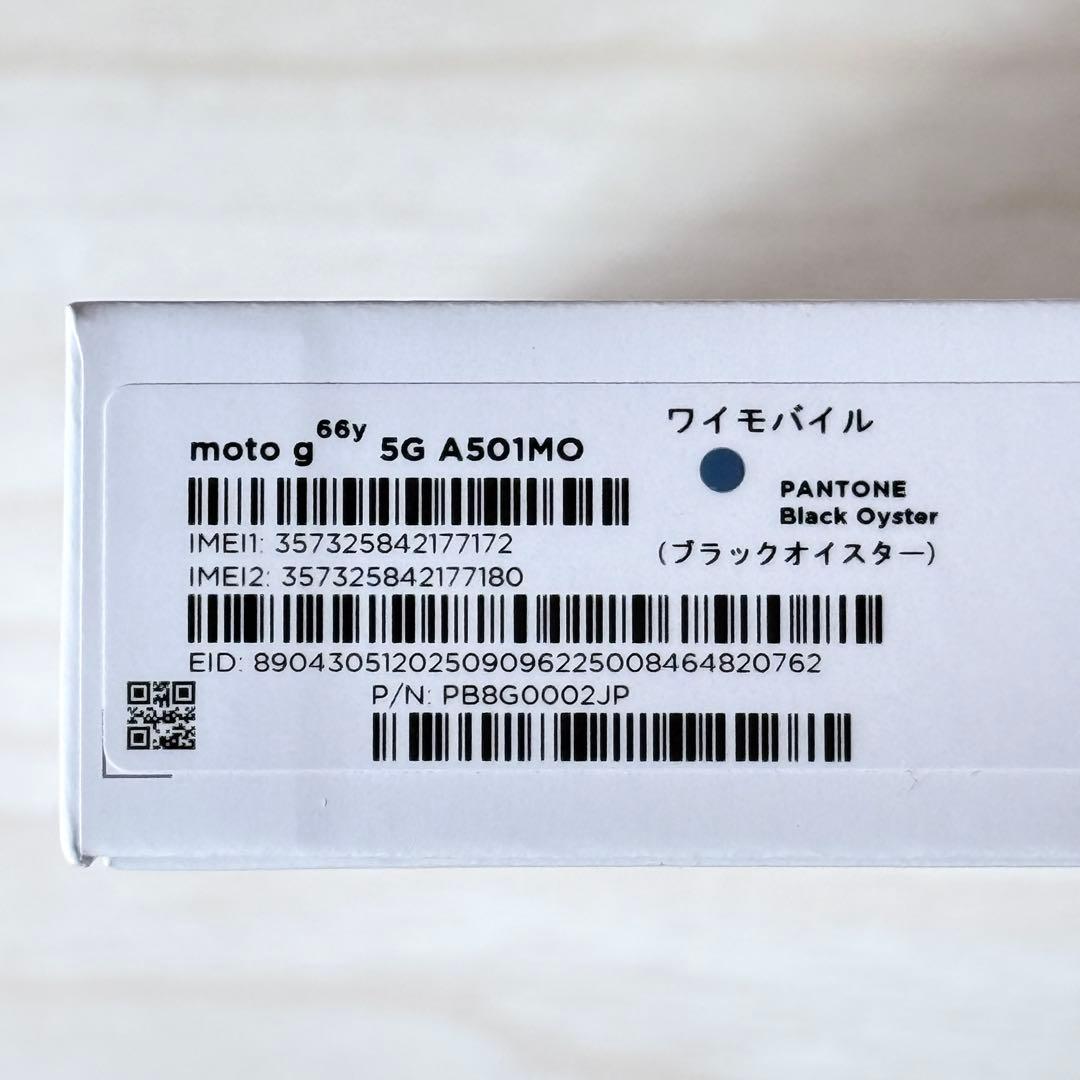 moto g66y 5G A501MO
IMEI1: 357325842177172
IMEI2: 357325842177180
EID: 89043051202509096225008464820762
P/N: PB8G0002JP
ワイモバイル
PANTONE
Black Oyster
(ブラックオイスター)